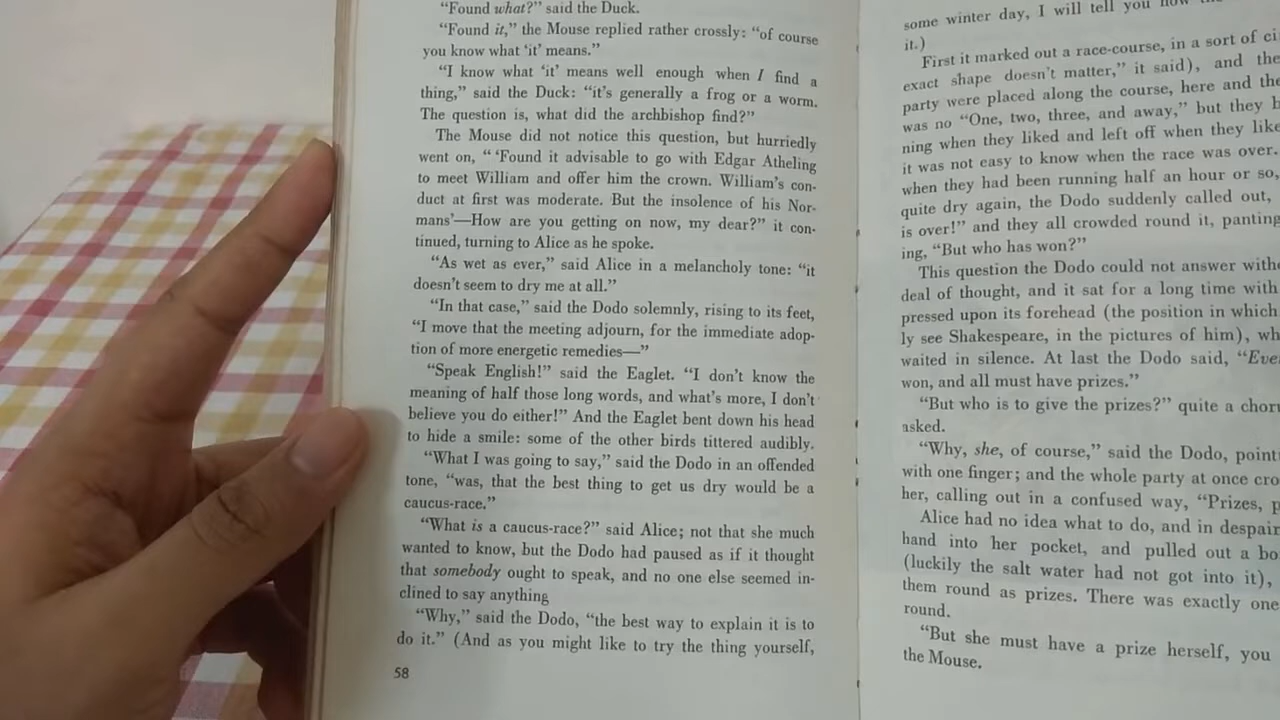 “Found what?” said the Duck.
“Found it,” the Mouse replied rather crossly: “of course
you know what ‘it’ means.”
“I know what ‘it’ means well enough when I find a
thing,” said the Duck: “it’s generally a frog or a worm.
The question is, what did the archbishop find?”
The Mouse did not notice this question, but hurriedly
went on, “ ‘Found it advisable to go with Edgar Atheling
to meet William and offer him the crown. William’s con-
duct at first was moderate. But the insolence of his Nor-
mans’—How are you getting on now, my dear?” it con-
tinued, turning to Alice as he spoke.
“As wet as ever,” said Alice in a melancholy tone: “it
doesn’t seem to dry me at all.”
“In that case,” said the Dodo solemnly, rising to its feet,
“I move that the meeting adjourn, for the immediate adop-
tion of more energetic remedies—”
“Speak English!” said the Eaglet. “I don’t know the
meaning of half those long words, and what’s more, I don’t
believe you do either!” And the Eaglet bent down his head
to hide a smile: some of the other birds tittered audibly.
“What I was going to say,” said the Dodo in an offended
tone, “was, that the best thing to get us dry would be a
caucus-race.”
“What is a caucus-race?” said Alice; not that she much
wanted to know, but the Dodo had paused as if it thought
that somebody ought to speak, and no one else seemed in-
clined to say anything
“Why,” said the Dodo, “the best way to explain it is to
do it.” (And as you might like to try the thing yourself,
58
some winter day, I will tell you
it.)
First it marked out a race-course, in a sort of
exact shape doesn’t matter,” it said), and
party were placed along the course, here and
was no “One, two, three, and away,” but they
ning when they liked and left off when they
it was not easy to know when the race was over.
when they had been running half an hour or so,
quite dry again, the Dodo suddenly called out,
is over!” and they all crowded round it, panting
ing, “But who has won?”
This question the Dodo could not answer
deal of thought, and it sat for a long time with
pressed upon its forehead (the position in which
ly see Shakespeare, in the pictures of him),
waited in silence. At last the Dodo said,
won, and all must have prizes.”
“But who is to give the prizes?” quite a
asked.
“Why, she, of course,” said the Dodo,
with one finger; and the whole party at once
her, calling out in a confused way, “Prizes,
Alice had no idea what to do, and in despair
hand into her pocket, and pulled out a
(luckily the salt water had not got into it),
them round as prizes. There was exactly one
round.
“But she must have a prize herself, you
the Mouse.